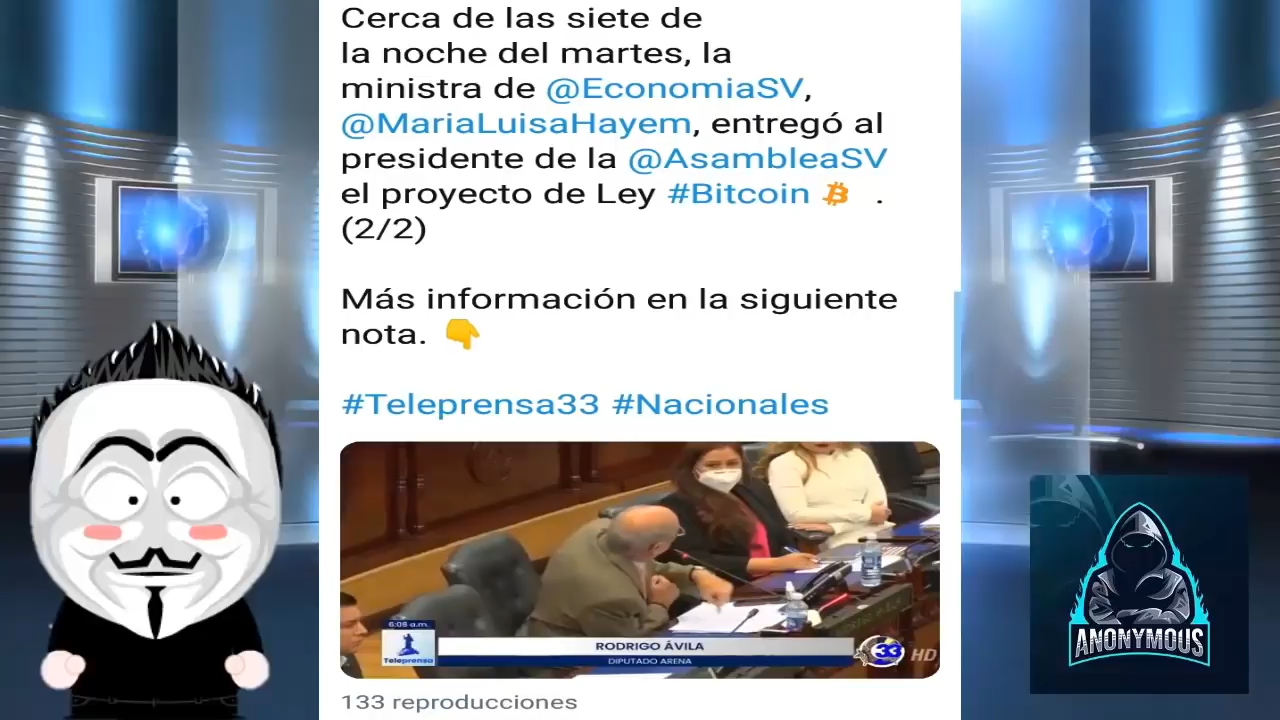 Cerca de las siete de
la noche del martes, la
ministra de @EconomiaSV,
@MariaLuisaHayem, entregó al
presidente de la @AsambleaSV
el proyecto de Ley #Bitcoin ₿ .
(2/2)
Más información en la siguiente
nota. 👇
#Teleprensa33 #Nacionales
6:08 a.m.
Teleprensa
RODRIGO ÁVILA
DIPUTADO ARENA
33 HD
133 reproducciones
ANONYMOUS